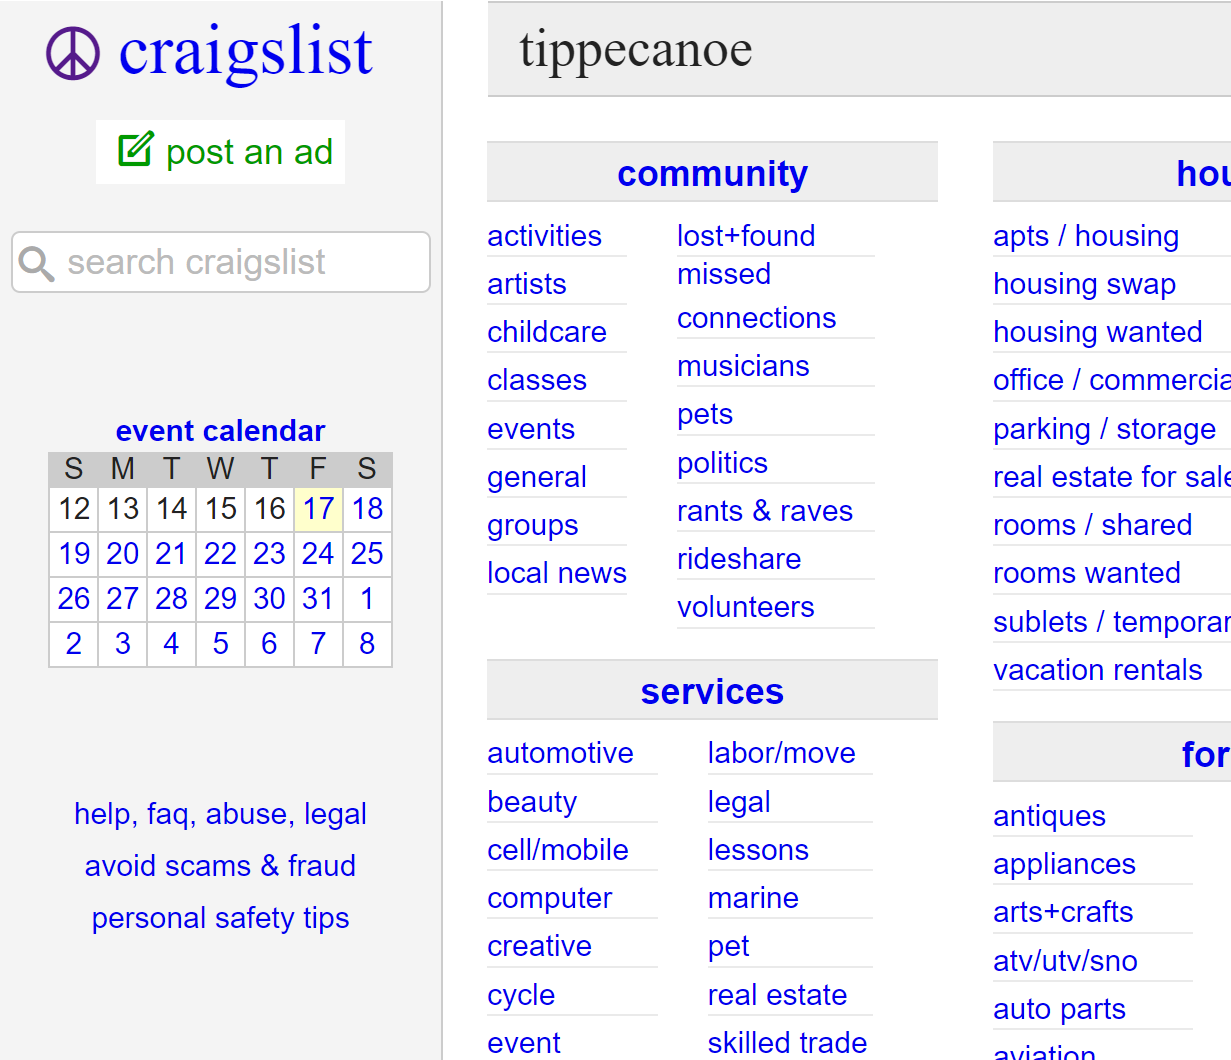 craigslist
post an ad
search craigslist
event calendar
S M T W T F S
12 13 14 15 16 17 18
19 20 21 22 23 24 25
26 27 28 29 30 31 1
2 3 4 5 6 7 8
help, faq, abuse, legal
avoid scams & fraud
personal safety tips
tippecanoe
community
activities
artists
childcare
classes
events
general
groups
local news
lost+found
missed
connections
musicians
pets
politics
rants & raves
rideshare
volunteers
services
automotive
beauty
cell/mobile
computer
creative
cycle
event
labor/move
legal
lessons
marine
pet
real estate
skilled trade
hou
apts / housing
housing swap
housing wanted
office / commercia
parking / storage
real estate for sale
rooms / shared
rooms wanted
sublets / temporar
vacation rentals
for
antiques
appliances
arts+crafts
atv/utv/sno
auto parts
aviation